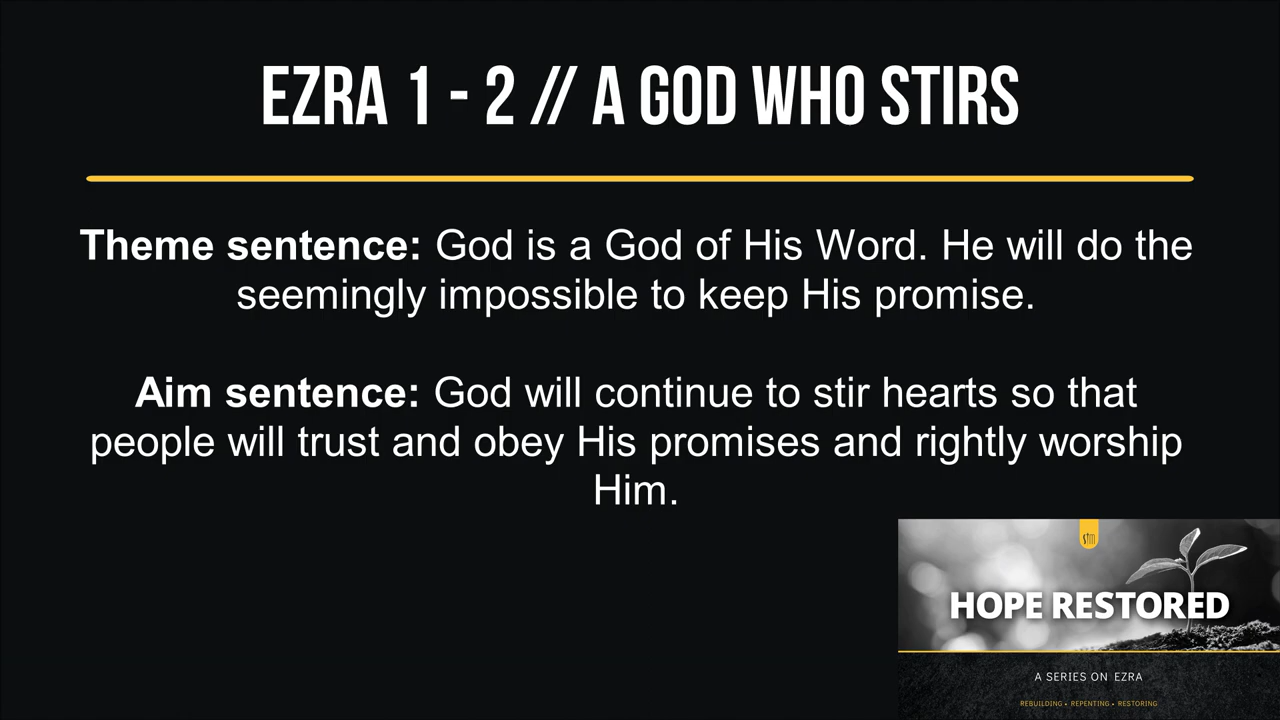 EZRA 1 - 2 // A GOD WHO STIRS
Theme sentence: God is a God of His Word. He will do the
seemingly impossible to keep His promise.
Aim sentence: God will continue to stir hearts so that
people will trust and obey His promises and rightly worship
Him.
HOPE RESTORED
A SERIES ON EZRA
REBUILDING • REPENTING • RESTORING